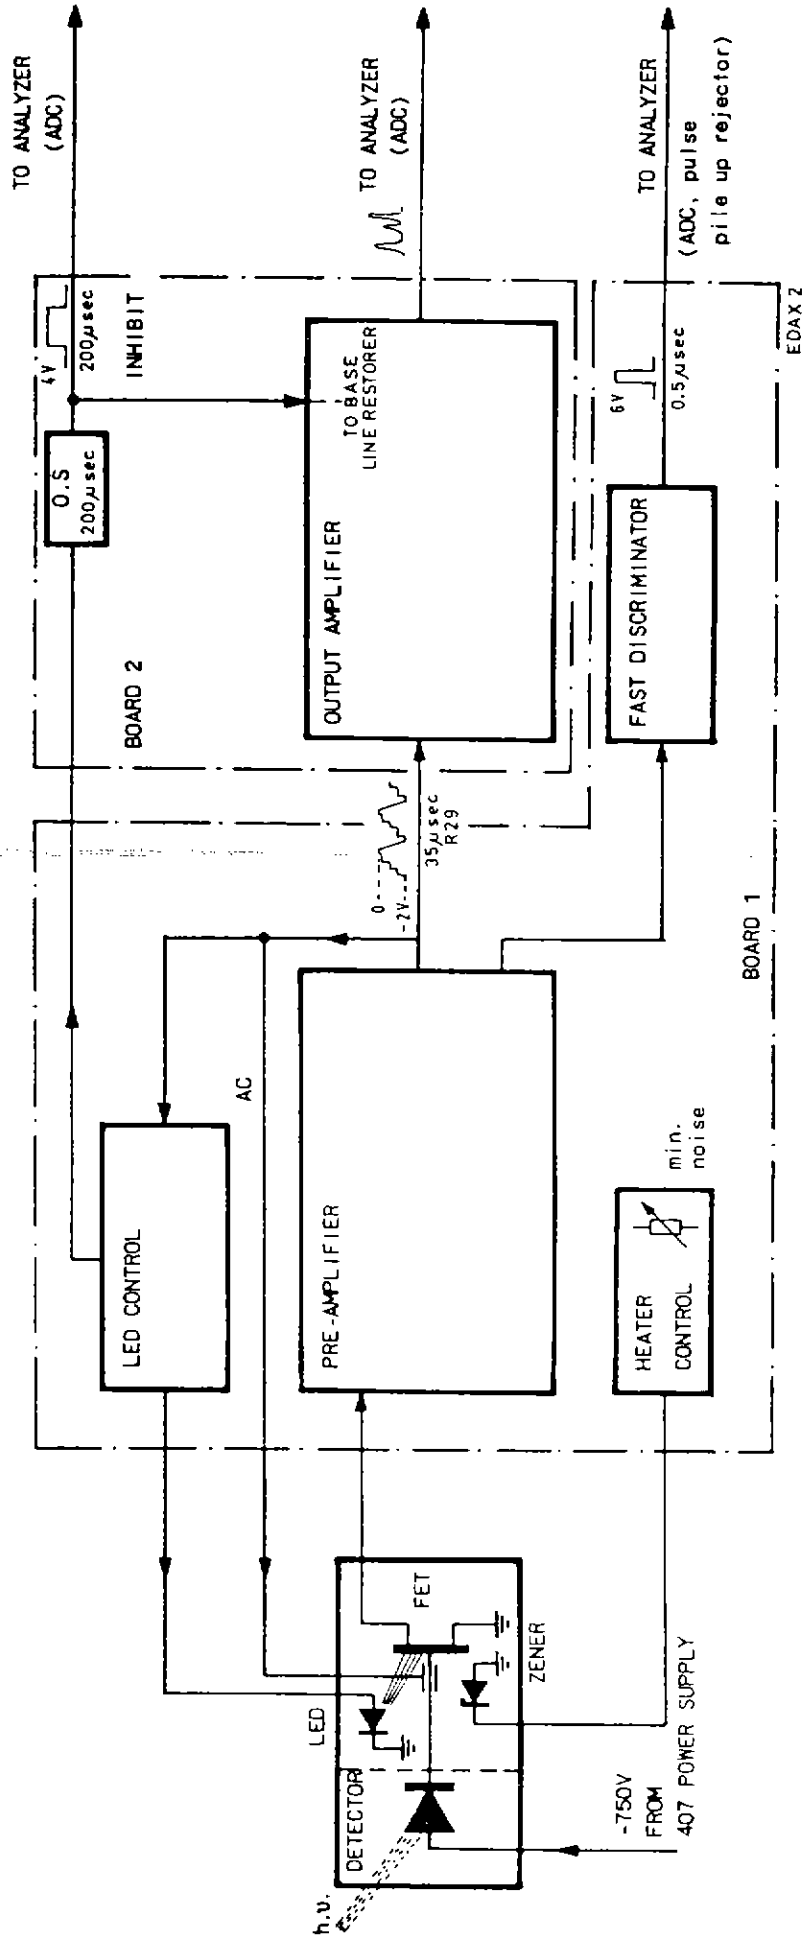 h.υ.
DETECTOR
LED
FET
ZENER
-750V
FROM
407 POWER SUPPLY
LED CONTROL
AC
PRE-AMPLIFIER
HEATER
CONTROL
min.
noise
BOARD 1
0
-2V
35μsec
R29
BOARD 2
O.S
200μsec
4V
200μsec
INHIBIT
OUTPUT AMPLIFIER
TO BASE
LINE RESTORER
FAST DISCRIMINATOR
6V
0.5μsec
TO ANALYZER
(ADC)
TO ANALYZER
(ADC)
TO ANALYZER
(ADC, pulse
pile up rejector)
EDAX 2